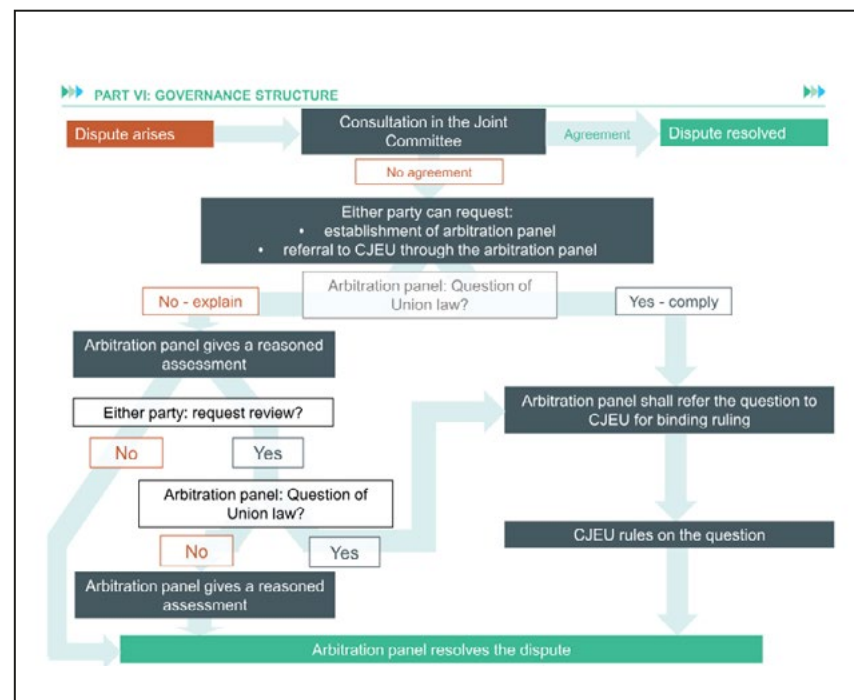 PART VI: GOVERNANCE STRUCTURE
Dispute arises
Consultation in the Joint
Committee
Agreement
Dispute resolved
No agreement
Either party can request:
• establishment of arbitration panel
• referral to CJEU through the arbitration panel
Arbitration panel: Question of
Union law?
No - explain
Yes - comply
Arbitration panel gives a reasoned
assessment
Arbitration panel shall refer the question to
CJEU for binding ruling
Either party: request review?
No
Yes
Arbitration panel: Question of
Union law?
No
Yes
CJEU rules on the question
Arbitration panel gives a reasoned
assessment
Arbitration panel resolves the dispute